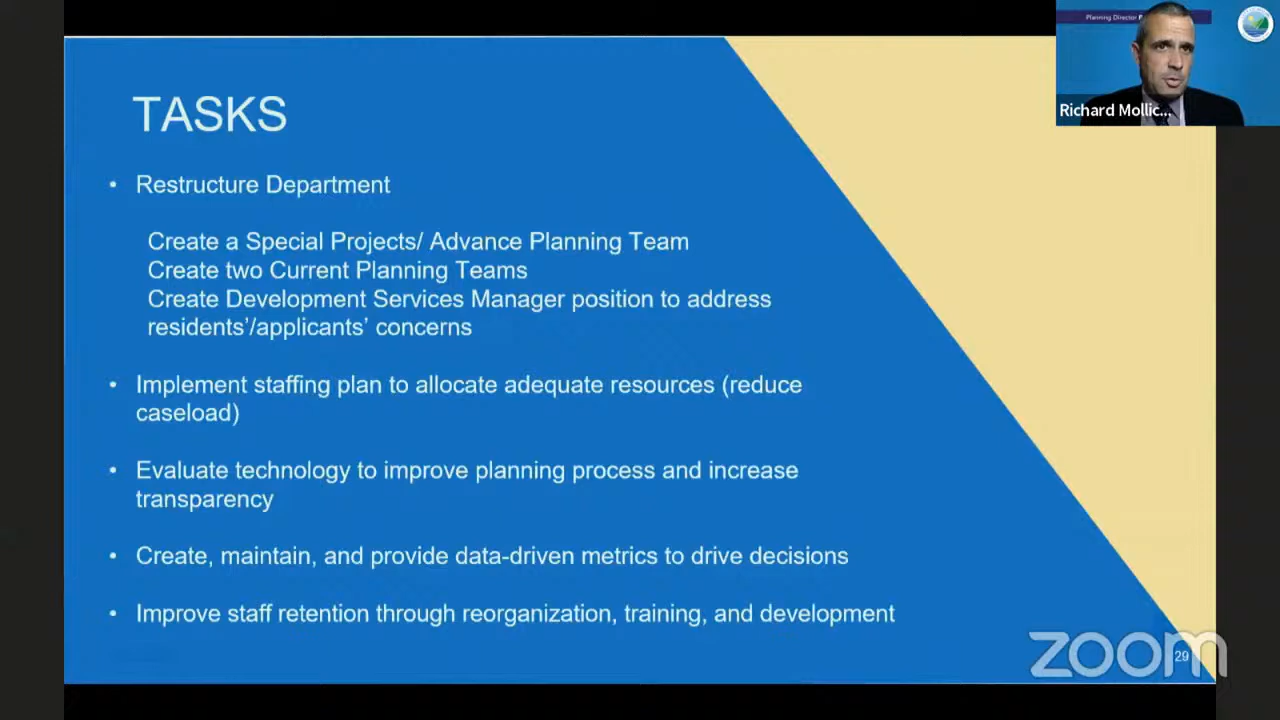 Planning Director
Richard Mollic...
TASKS
• Restructure Department
Create a Special Projects/ Advance Planning Team
Create two Current Planning Teams
Create Development Services Manager position to address
residents’/applicants’ concerns
• Implement staffing plan to allocate adequate resources (reduce
caseload)
• Evaluate technology to improve planning process and increase
transparency
• Create, maintain, and provide data-driven metrics to drive decisions
• Improve staff retention through reorganization, training, and development
zoom
29